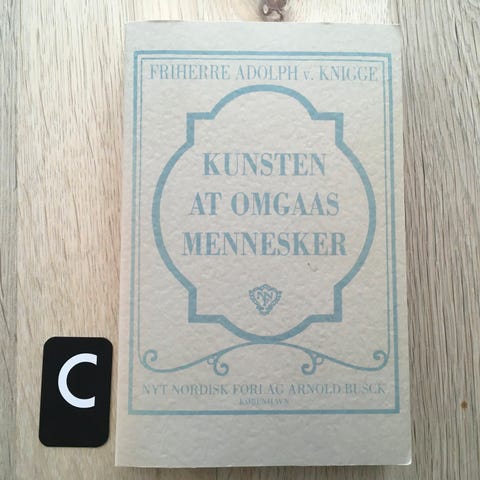 FRIHERRE ADOLPH v. KNIGGE
KUNSTEN
AT OMGAAS
MENNESKER
NYT NORDISK FORLAG ARNOLD BUSCK
KØBENHAVN
C